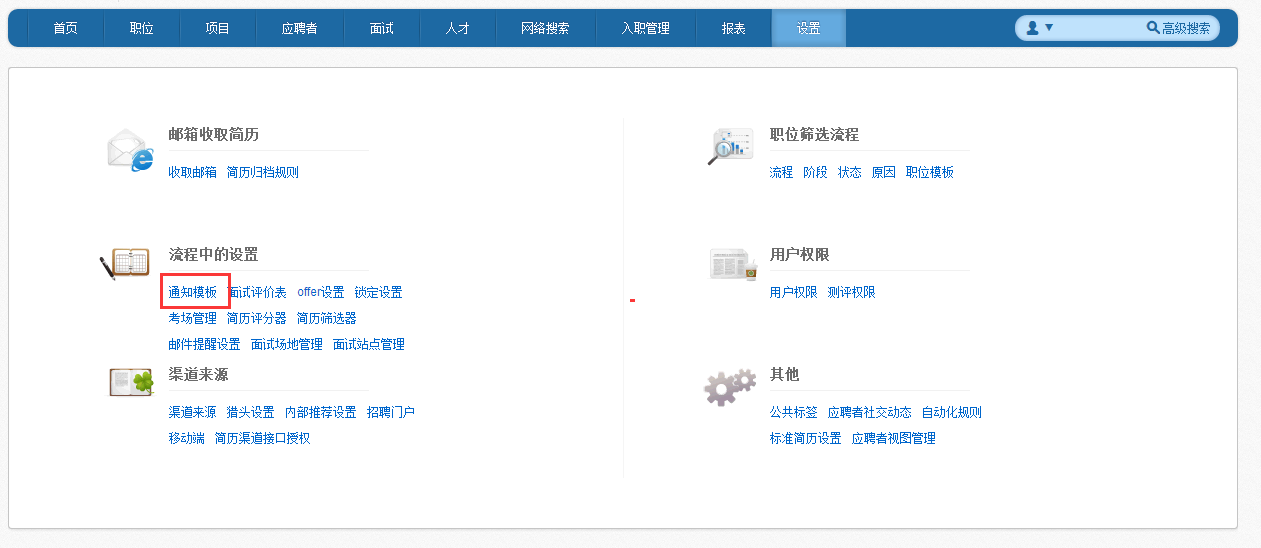 首页 职位 项目 应聘者 面试 人才 网络搜索 入职管理 报表 设置 高级搜索
邮箱收取简历
收取邮箱 简历归档规则
职位筛选流程
流程 阶段 状态 原因 职位模板
流程中的设置
通知模板 面试评价表 offer设置 锁定设置
考场管理 简历评分器 简历筛选器
邮件提醒设置 面试场地管理 面试站点管理
用户权限
用户权限 测评权限
渠道来源
渠道来源 猎头设置 内部推荐设置 招聘门户
移动端 简历渠道接口授权
其他
公共标签 应聘者社交动态 自动化规则
标准简历设置 应聘者视图管理